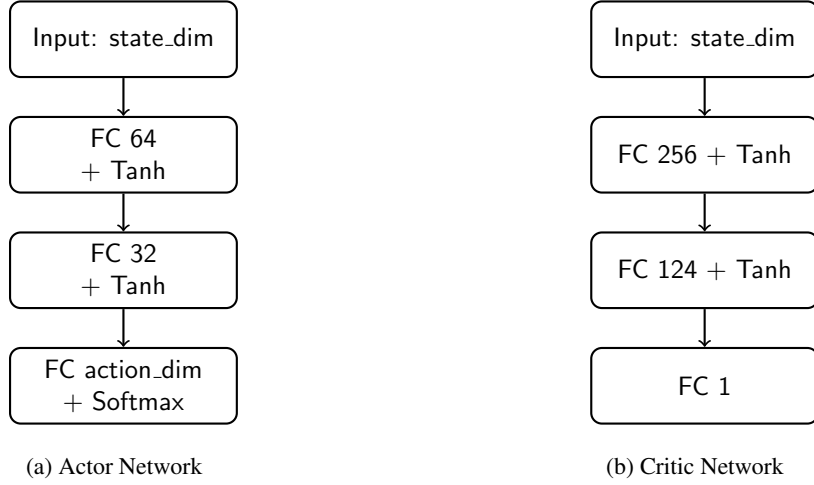 Input: state_dim
FC 64
+ Tanh
FC 32
+ Tanh
FC action_dim
+ Softmax
(a) Actor Network
Input: state_dim
FC 256 + Tanh
FC 124 + Tanh
FC 1
(b) Critic Network